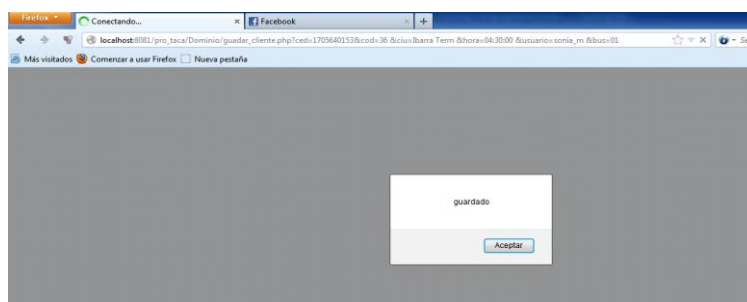 Firefox
Conectando...
Facebook
localhost:8081/pro_taca/Dominio/guadar_cliente.php?ced=1705640153&cod=36 &ciu=Ibarra Term &hora=04:30:00 &usuario=sonia_m &bus=01
Más visitados Comenzar a usar Firefox Nueva pestaña
guardado
Aceptar